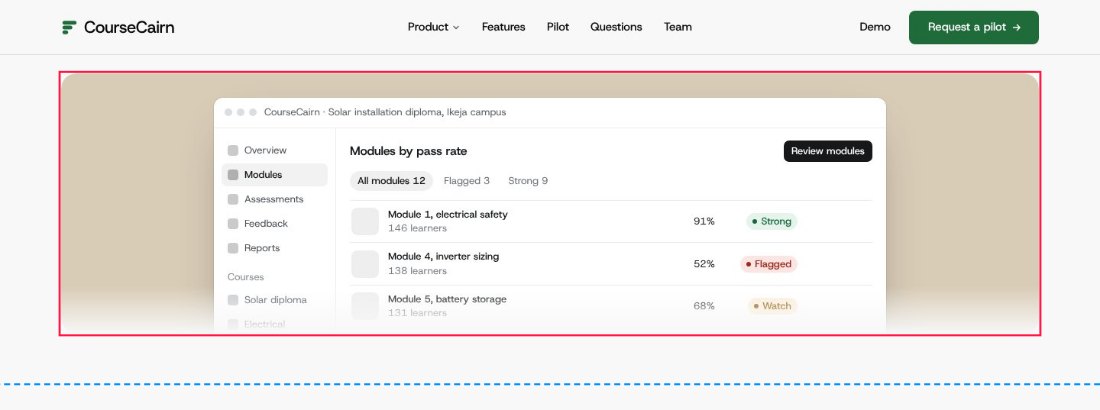 CourseCairn
Product
Features
Pilot
Questions
Team
Demo
Request a pilot →
CourseCairn · Solar installation diploma, Ikeja campus
Overview
Modules
Assessments
Feedback
Reports
Courses
Solar diploma
Electrical
Modules by pass rate
Review modules
All modules 12
Flagged 3
Strong 9
Module 1, electrical safety
146 learners
91%
Strong
Module 4, inverter sizing
138 learners
52%
Flagged
Module 5, battery storage
131 learners
68%
Watch